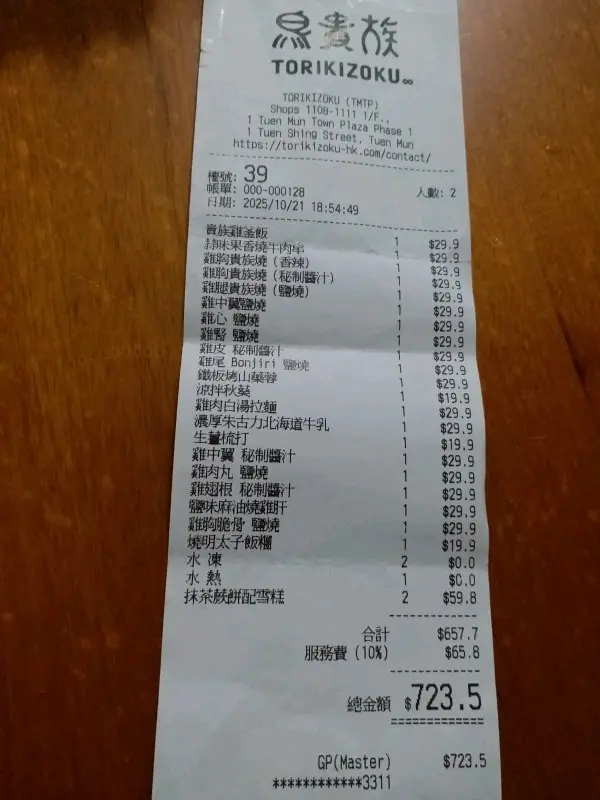 鳥貴族
TORIKIZOKU∞
TORIKIZOKU (TMTP)
Shops 1108-1111 1/F.,
1 Tuen Mun Town Plaza Phase 1
1 Tuen Shing Street, Tuen Mun
https://torikizoku-hk.com/contact/
檯號: 39
帳單: 000-000128 人數: 2
日期: 2025/10/21 18:54:49
貴族雞釜飯 1 $29.9
蒜味果香燒牛肉串 1 $29.9
雞胸貴族燒 (香辣) 1 $29.9
雞胸貴族燒 (秘制醬汁) 1 $29.9
雞腿貴族燒 (鹽燒) 1 $29.9
雞中翼鹽燒 1 $29.9
雞心 鹽燒 1 $29.9
雞腎 鹽燒 1 $29.9
雞皮 秘制醬汁 1 $29.9
雞尾 Bonjiri 鹽燒 1 $29.9
鐵板烤山藥蓉 1 $29.9
涼拌秋葵 1 $19.9
雞肉白湯拉麵 1 $29.9
濃厚朱古力北海道牛乳 1 $29.9
生薑梳打 1 $19.9
雞中翼 秘制醬汁 1 $29.9
雞肉丸 鹽燒 1 $29.9
雞翅根 秘制醬汁 1 $29.9
鹽味麻油燒雞肝 1 $29.9
雞胸脆骨 鹽燒 1 $29.9
燒明太子飯糰 1 $19.9
水 凍 2 $0.0
水 熱 1 $0.0
抹茶蕨餅配雪糕 2 $59.8
合計 $657.7
服務費 (10%) $65.8
總金額 $723.5
GP(Master) $723.5
************3311